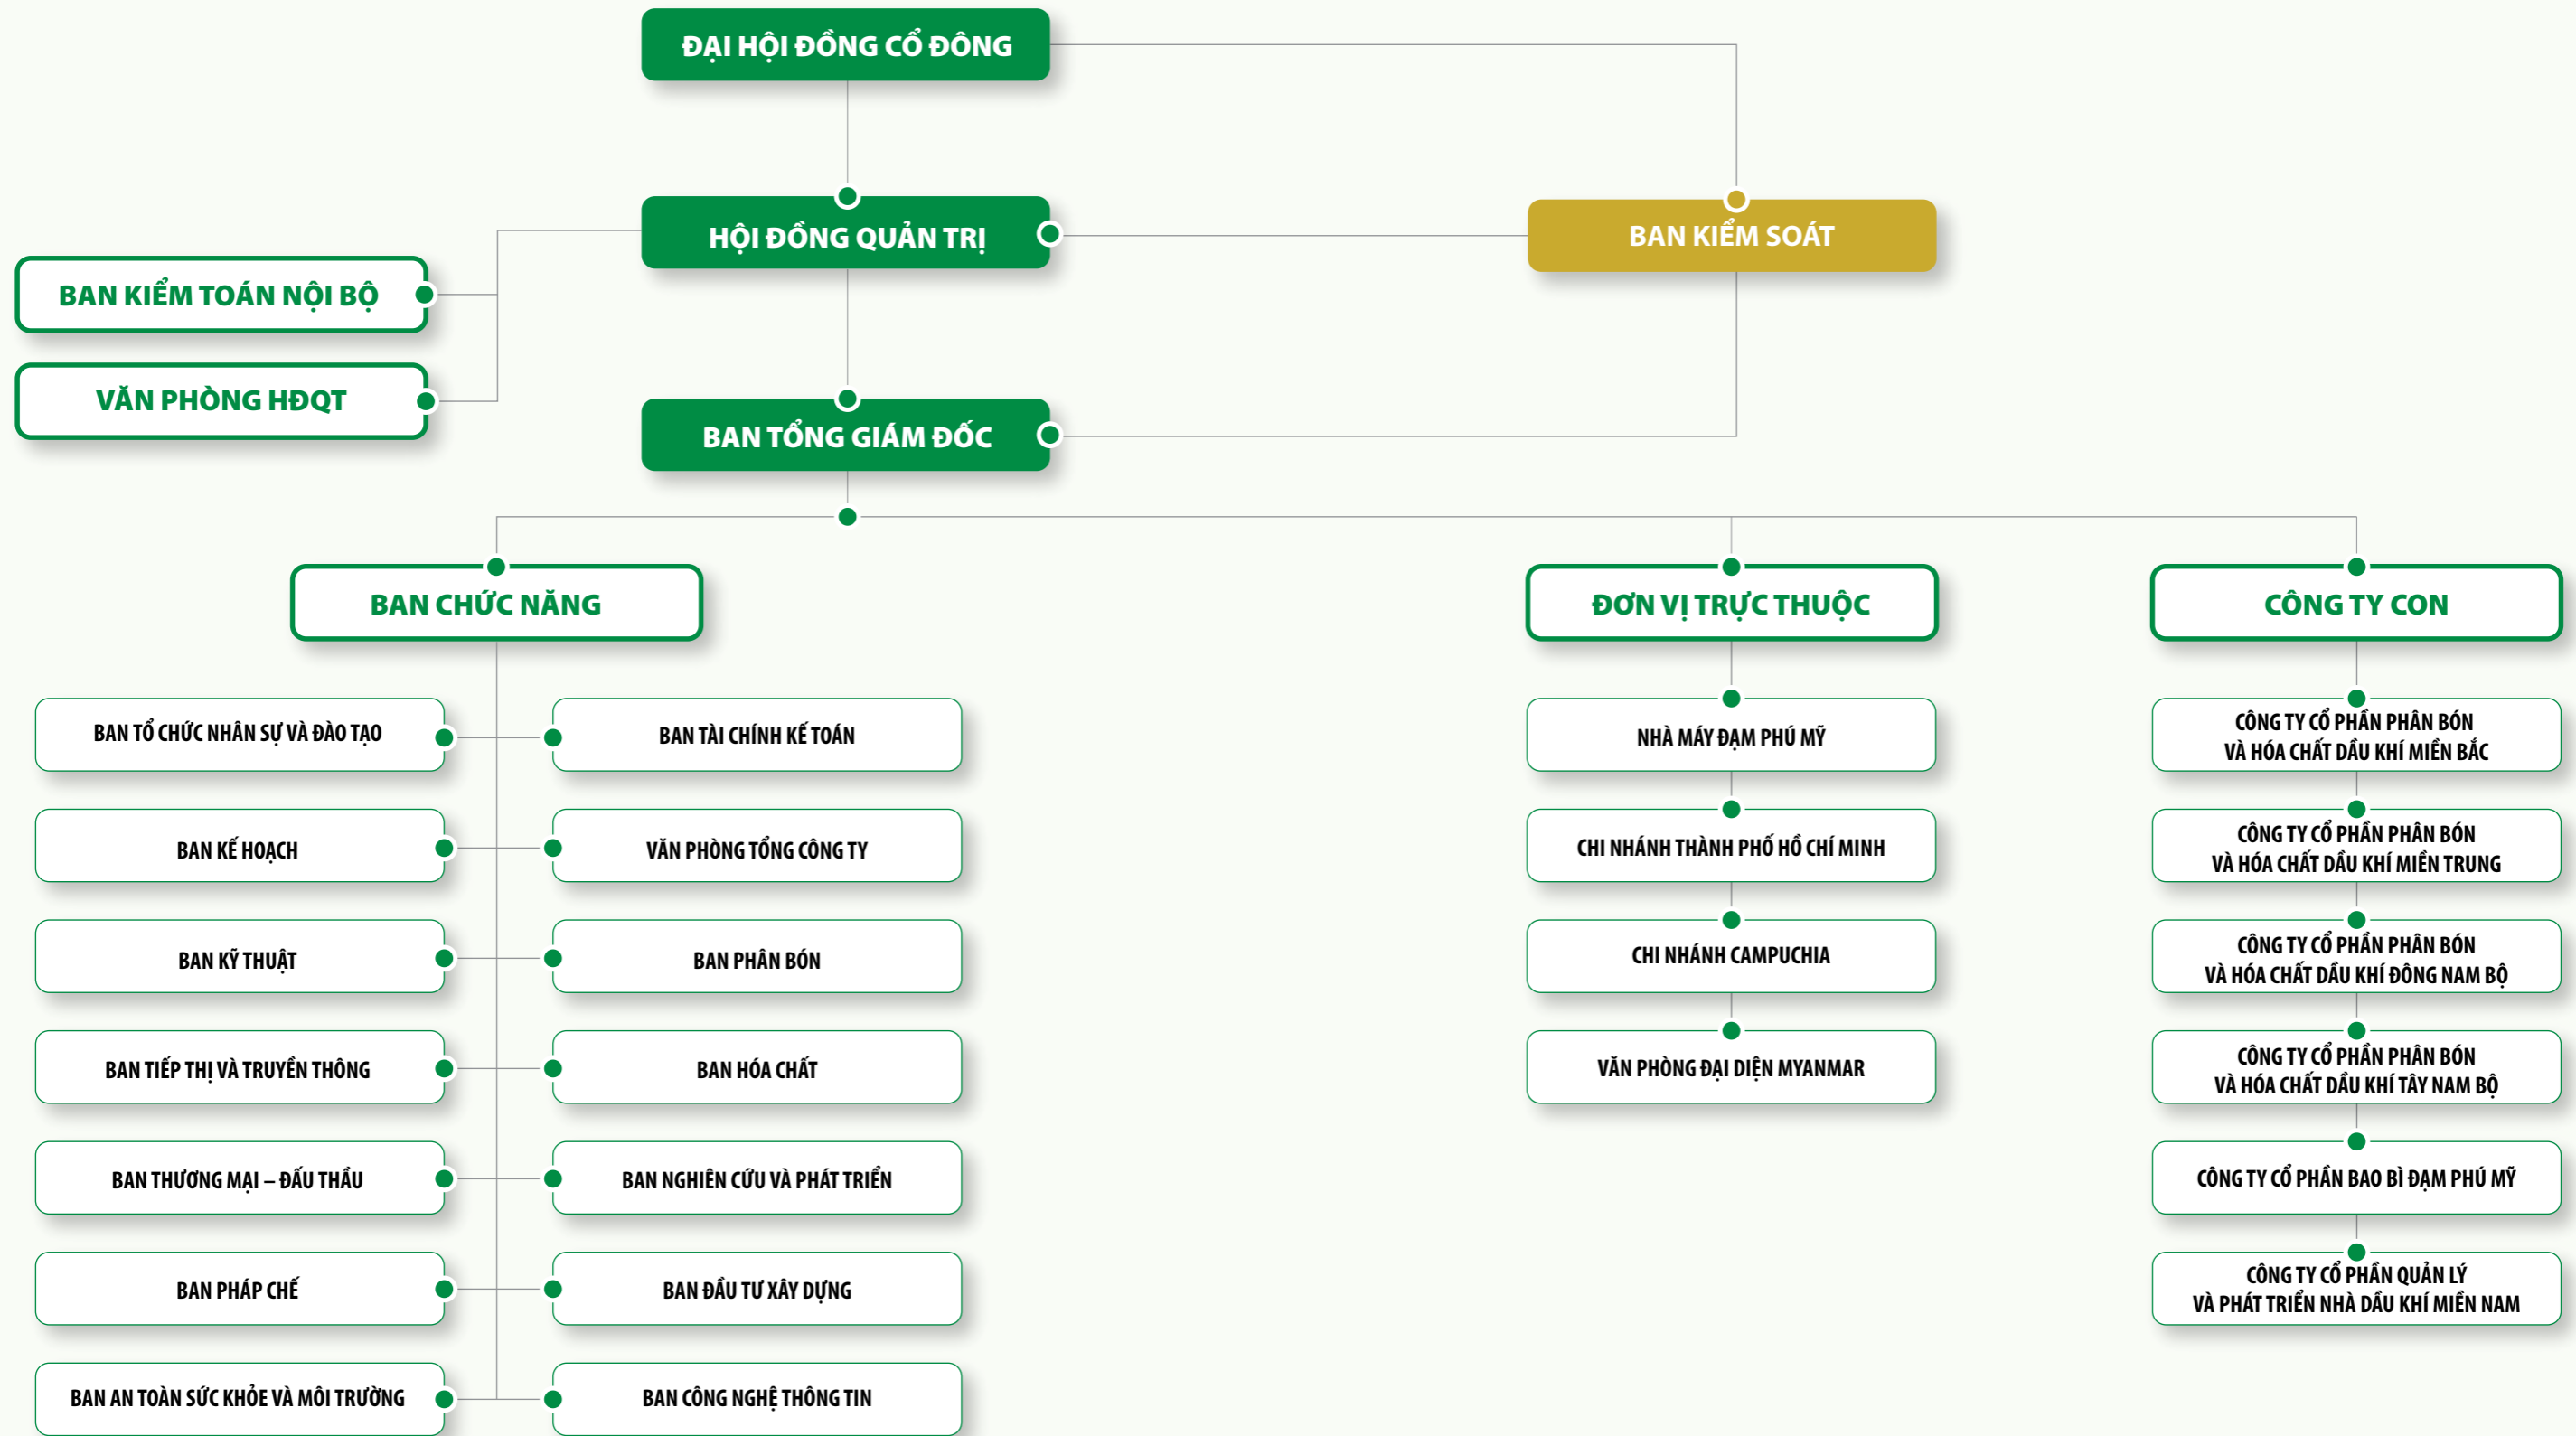 ĐẠI HỘI ĐỒNG CỔ ĐÔNG
HỘI ĐỒNG QUẢN TRỊ
BAN KIỂM SOÁT
BAN KIỂM TOÁN NỘI BỘ
VĂN PHÒNG HĐQT
BAN TỔNG GIÁM ĐỐC
BAN CHỨC NĂNG
BAN TỔ CHỨC NHÂN SỰ VÀ ĐÀO TẠO
BAN TÀI CHÍNH KẾ TOÁN
BAN KẾ HOẠCH
VĂN PHÒNG TỔNG CÔNG TY
BAN KỸ THUẬT
BAN PHÂN BÓN
BAN TIẾP THỊ VÀ TRUYỀN THÔNG
BAN HÓA CHẤT
BAN THƯƠNG MẠI – ĐẤU THẦU
BAN NGHIÊN CỨU VÀ PHÁT TRIỂN
BAN PHÁP CHẾ
BAN ĐẦU TƯ XÂY DỰNG
BAN AN TOÀN SỨC KHỎE VÀ MÔI TRƯỜNG
BAN CÔNG NGHỆ THÔNG TIN
ĐƠN VỊ TRỰC THUỘC
NHÀ MÁY ĐẠM PHÚ MỸ
CHI NHÁNH THÀNH PHỐ HỒ CHÍ MINH
CHI NHÁNH CAMPUCHIA
VĂN PHÒNG ĐẠI DIỆN MYANMAR
CÔNG TY CON
CÔNG TY CỔ PHẦN PHÂN BÓN
VÀ HÓA CHẤT DẦU KHÍ MIỀN BẮC
CÔNG TY CỔ PHẦN PHÂN BÓN
VÀ HÓA CHẤT DẦU KHÍ MIỀN TRUNG
CÔNG TY CỔ PHẦN PHÂN BÓN
VÀ HÓA CHẤT DẦU KHÍ ĐÔNG NAM BỘ
CÔNG TY CỔ PHẦN PHÂN BÓN
VÀ HÓA CHẤT DẦU KHÍ TÂY NAM BỘ
CÔNG TY CỔ PHẦN BAO BÌ ĐẠM PHÚ MỸ
CÔNG TY CỔ PHẦN QUẢN LÝ
VÀ PHÁT TRIỂN NHÀ DẦU KHÍ MIỀN NAM